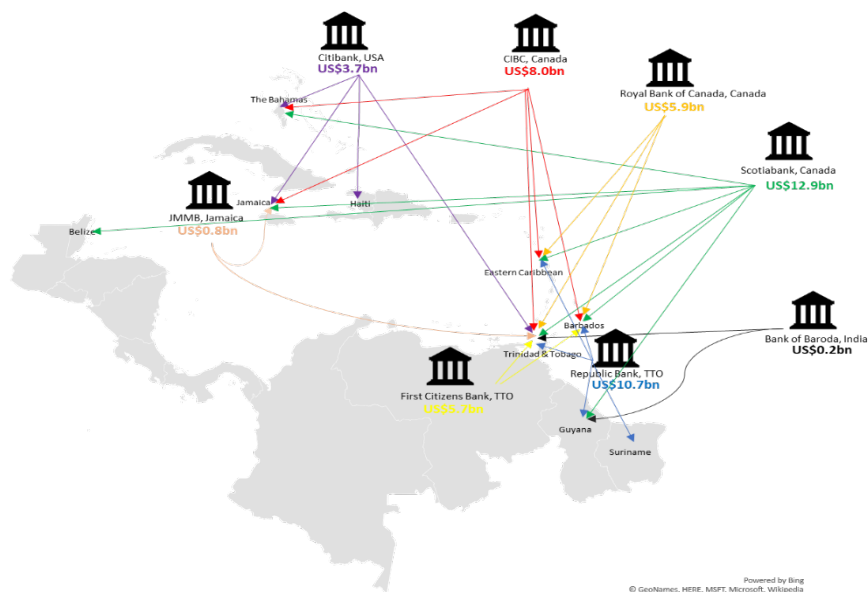 Citibank, USA
US$3.7bn
CIBC, Canada
US$8.0bn
Royal Bank of Canada, Canada
US$5.9bn
The Bahamas
Scotiabank, Canada
US$12.9bn
Jamaica
Haiti
JMMB, Jamaica
US$0.8bn
Belize
Eastern Caribbean
Barbados
Bank of Baroda, India
US$0.2bn
Trinidad & Tobago
Republic Bank, TTO
US$10.7bn
First Citizens Bank, TTO
US$5.7bn
Guyana
Suriname
Powered by Bing
© GeoNames, HERE, MSFT, Microsoft, Wikipedia